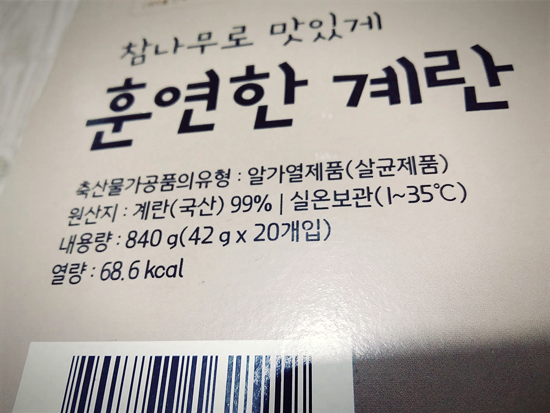 참나무로 맛있게
훈연한 계란
축산물가공품의유형 : 알가열제품(살균제품)
원산지 : 계란(국산) 99% | 실온보관(1~35℃)
내용량 : 840 g(42 g x 20개입)
열량 : 68.6 kcal